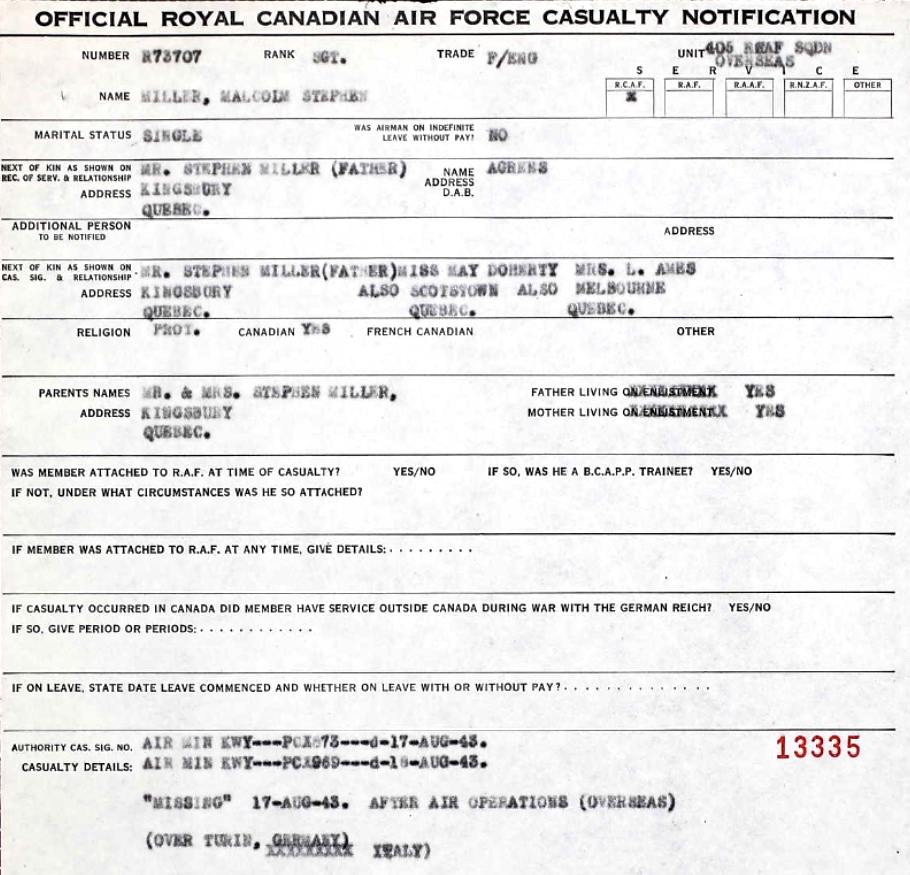 OFFICIAL ROYAL CANADIAN AIR FORCE CASUALTY NOTIFICATION
NUMBER R73707 RANK SGT. TRADE F/ENG UNIT 405 RCAF SQDN
OVERSEAS
S E R V I C E
NAME MILLER, MALCOLM STEPHEN R.C.A.F. R.A.F. R.A.A.F. R.N.Z.A.F. OTHER
X
MARITAL STATUS SINGLE WAS AIRMAN ON INDEFINITE LEAVE WITHOUT PAY? NO
NEXT OF KIN AS SHOWN ON REC. OF SERV. & RELATIONSHIP MR. STEPHEN MILLER (FATHER) NAME AGREES
ADDRESS KINGSBURY ADDRESS
QUEBEC. D.A.B.
ADDITIONAL PERSON TO BE NOTIFIED ADDRESS
NEXT OF KIN AS SHOWN ON CAS. SIG. & RELATIONSHIP MR. STEPHEN MILLER(FATHER)MISS MAY DOHERTY MRS. L. AMES
ADDRESS KINGSBURY ALSO SCOTSTOWN ALSO MELBOURNE
QUEBEC. QUEBEC. QUEBEC.
RELIGION PROT. CANADIAN YES FRENCH CANADIAN OTHER
PARENTS NAMES MR. & MRS. STEPHEN MILLER, FATHER LIVING ON ENLISTMENT YES
ADDRESS KINGSBURY MOTHER LIVING ON ENLISTMENT YES
QUEBEC.
WAS MEMBER ATTACHED TO R.A.F. AT TIME OF CASUALTY? YES/NO IF SO, WAS HE A B.C.A.P.P. TRAINEE? YES/NO
IF NOT, UNDER WHAT CIRCUMSTANCES WAS HE SO ATTACHED?
IF MEMBER WAS ATTACHED TO R.A.F. AT ANY TIME, GIVE DETAILS: . . . . . . . . .
IF CASUALTY OCCURRED IN CANADA DID MEMBER HAVE SERVICE OUTSIDE CANADA DURING WAR WITH THE GERMAN REICH? YES/NO
IF SO, GIVE PERIOD OR PERIODS: . . . . . . . . . . . .
IF ON LEAVE, STATE DATE LEAVE COMMENCED AND WHETHER ON LEAVE WITH OR WITHOUT PAY? . . . . . . . . . . . . . . .
AUTHORITY CAS. SIG. NO. AIR MIN KWY---d-17-AUG-43. 13335
CASUALTY DETAILS: AIR MIN KWY---PCX969---AUG-43.
"MISSING" 17-AUG-43. AFTER AIR OPERATIONS (OVERSEAS)
(OVER TURIN, GERMANY XXXXXXXXX ITALY)